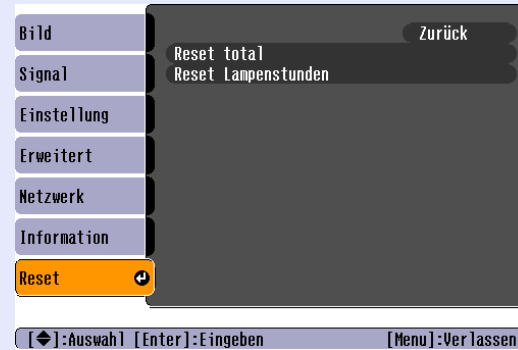 Bild
Signal
Einstellung
Erweitert
Netzwerk
Information
Reset
Zurück
Reset total
Reset Lampenstunden
[◆]:Auswahl [Enter]:Eingeben [Menu]:Verlassen